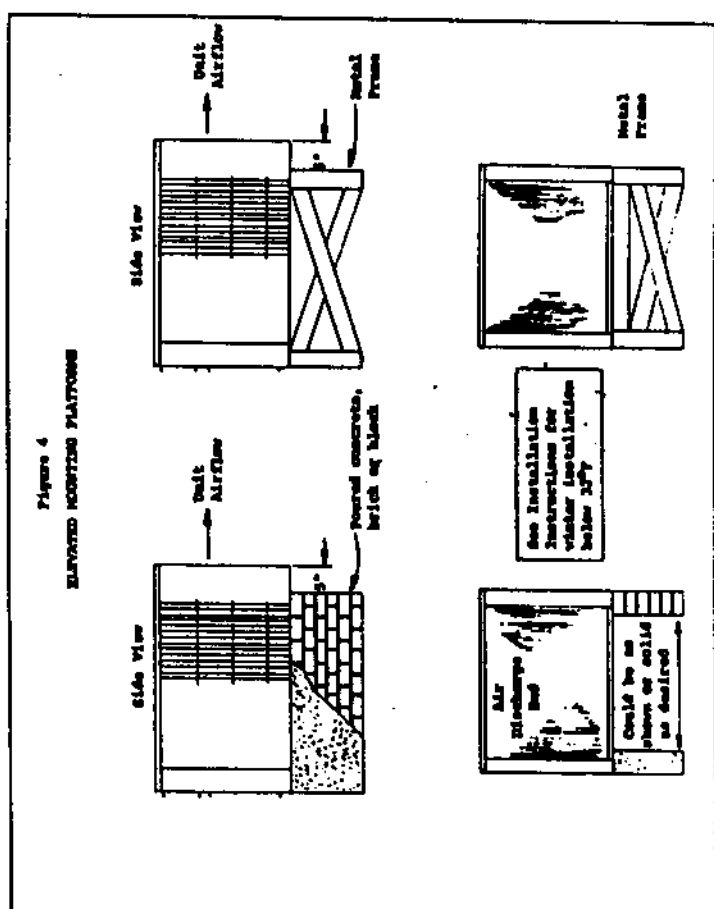 Figure 4
ELEVATED MOUNTING PLATFORMS
Side View
Unit
Airflow
5"
Poured concrete,
brick or block
Side View
Unit
Airflow
Metal
Frame
Air
Discharge
End
Could be as
shown or solid
as desired
See Installation
Instructions for
winter installation
below
Metal
Frame